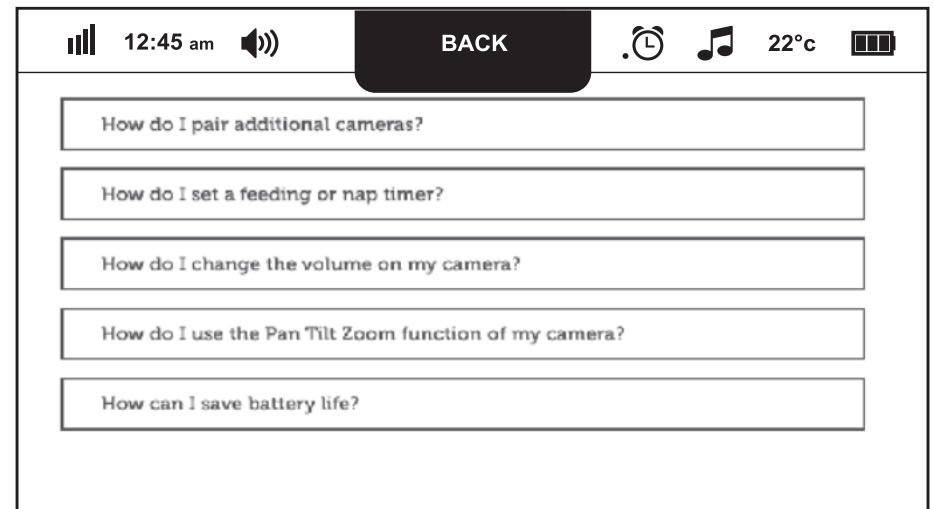 12:45 am BACK 22°c
How do I pair additional cameras?
How do I set a feeding or nap timer?
How do I change the volume on my camera?
How do I use the Pan Tilt Zoom function of my camera?
How can I save battery life?